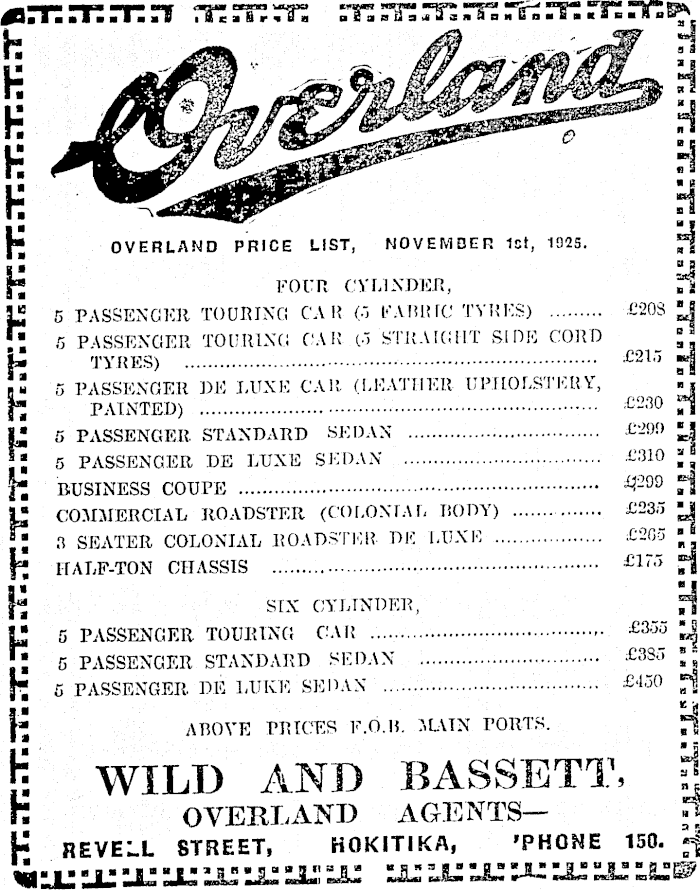 Overland
OVERLAND PRICE LIST, NOVEMBER 1st, 1925.
FOUR CYLINDER,
5 PASSENGER TOURING CAR (5 FABRIC TYRES) ......... £208
5 PASSENGER TOURING CAR (5 STRAIGHT SIDE CORD
TYRES) ............................................................ £215
5 PASSENGER DE LUXE CAR (LEATHER UPHOLSTERY,
PAINTED) .......................................................... £230
5 PASSENGER STANDARD SEDAN ............................ £299
5 PASSENGER DE LUXE SEDAN ............................. £310
BUSINESS COUPE ..................................................... £299
COMMERCIAL ROADSTER (COLONIAL BODY) ............. £235
3 SEATER COLONIAL ROADSTER DE LUXE ............... £265
HALF-TON CHASSIS ................................................ £175
SIX CYLINDER,
5 PASSENGER TOURING CAR .................................. £355
5 PASSENGER STANDARD SEDAN .......................... £385
5 PASSENGER DE LUKE SEDAN ............................... £450
ABOVE PRICES F.O.B. MAIN PORTS.
WILD AND BASSETT,
OVERLAND AGENTS—
REVELL STREET, HOKITIKA, 'PHONE 150.